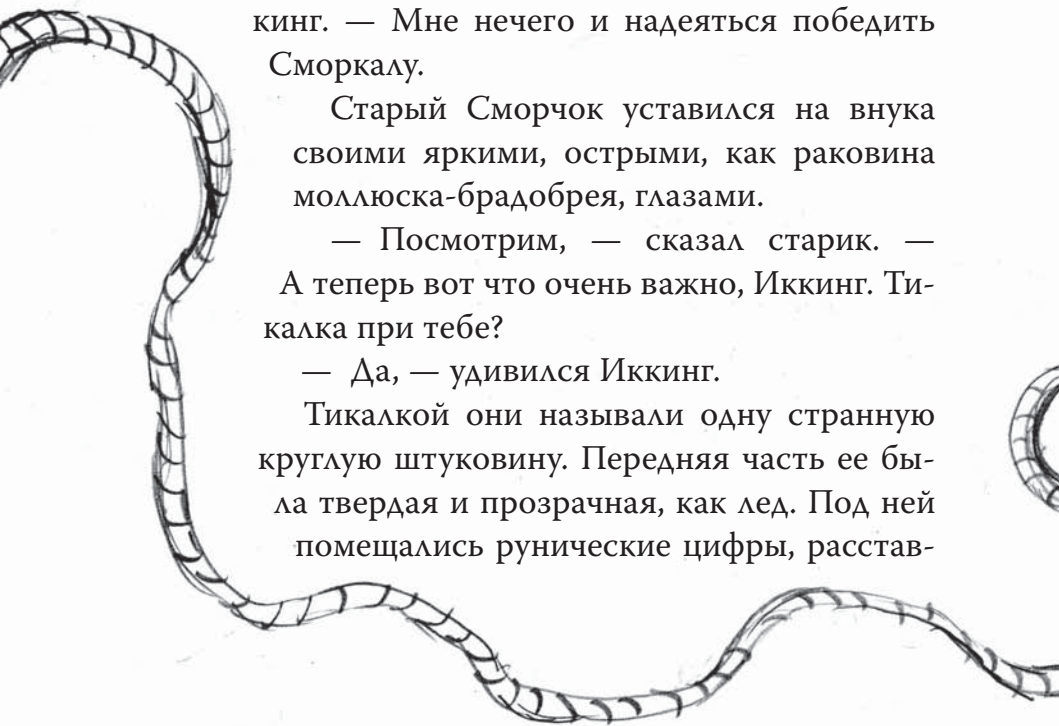 кинг. — Мне нечего и надеяться победить
Сморкалу.
Старый Сморчок уставился на внука
своими яркими, острыми, как раковина
моллюска-брадобрея, глазами.
— Посмотрим, — сказал старик. —
А теперь вот что очень важно, Иккинг. Ти-
калка при тебе?
— Да, — удивился Иккинг.
Тикалкой они называли одну странную
круглую штуковину. Передняя часть ее бы-
ла твердая и прозрачная, как лед. Под ней
помещались рунические цифры, расстав-